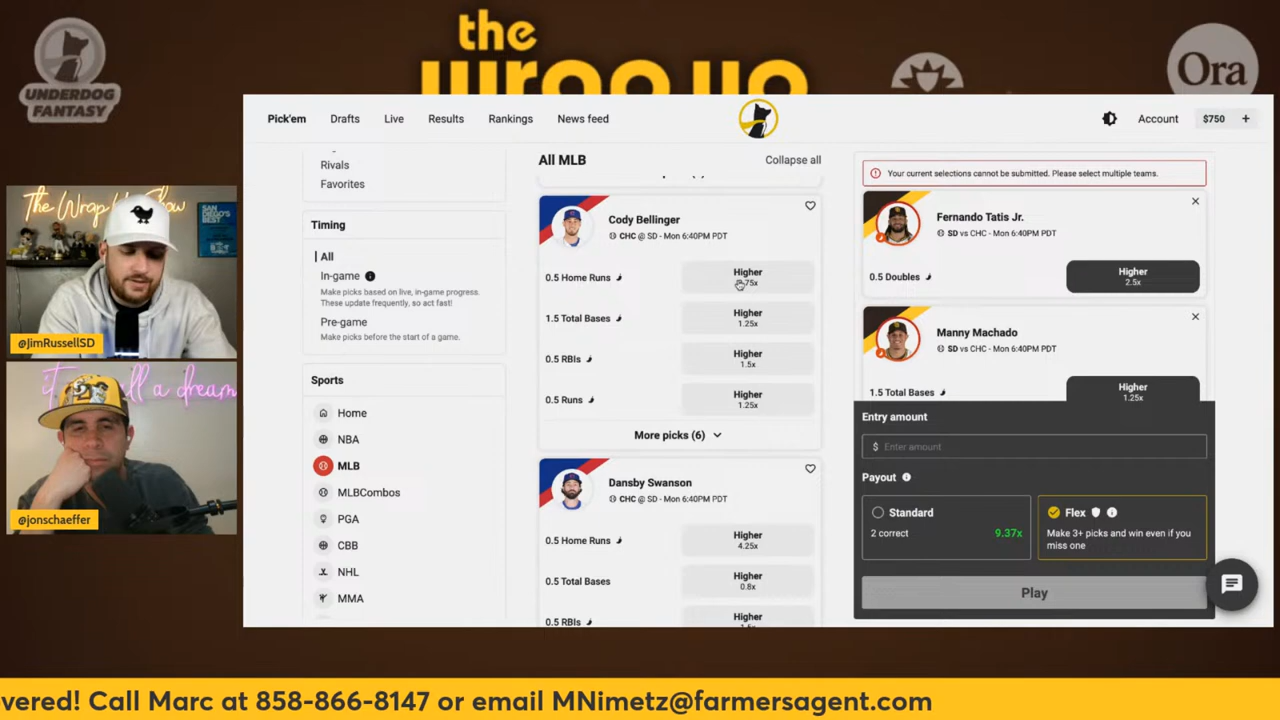 the
wrap up
UNDERDOG
FANTASY
Ora
Pick'em
Drafts
Live
Results
Rankings
News feed
Account
$750 +
Rivals
Favorites
Timing
All
In-game
Make picks based on live, in-game progress.
These update frequently, so act fast!
Pre-game
Make picks before the start of a game.
Sports
Home
NBA
MLB
MLBCombos
PGA
CBB
NHL
MMA
All MLB
Collapse all
Cody Bellinger
CHC @ SD - Mon 6:40PM PDT
0.5 Home Runs
Higher
75x
1.5 Total Bases
Higher
1.25x
0.5 RBIs
Higher
1.5x
0.5 Runs
Higher
1.25x
More picks (6)
Dansby Swanson
CHC @ SD - Mon 6:40PM PDT
0.5 Home Runs
Higher
4.25x
0.5 Total Bases
Higher
0.8x
0.5 RBIs
Higher
Your current selections cannot be submitted. Please select multiple teams.
Fernando Tatis Jr.
SD vs CHC - Mon 6:40PM PDT
0.5 Doubles
Higher
2.5x
Manny Machado
SD vs CHC - Mon 6:40PM PDT
1.5 Total Bases
Higher
1.25x
Entry amount
$ Enter amount
Payout
Standard
2 correct
9.37x
Flex
Make 3+ picks and win even if you
miss one
Play
The Wrap Up Show
SAN DIEGO'S
BEST
@JimRussellSD
all a dream
@jonschaeffer
vered! Call Marc at 858-866-8147 or email MNimetz@farmersagent.com